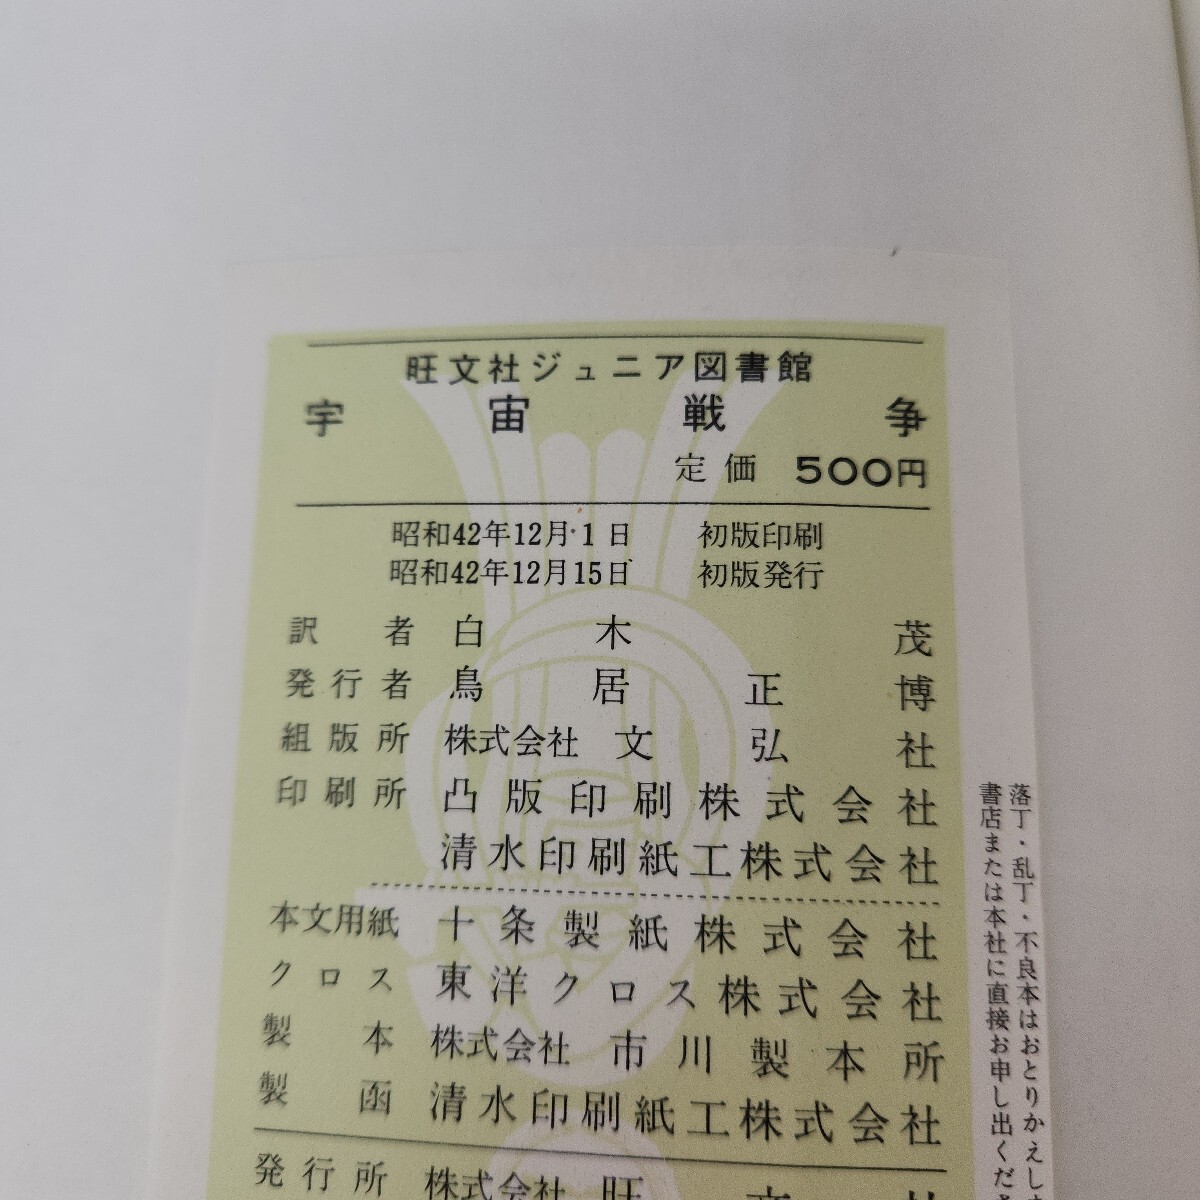 旺文社ジュニア図書館
宇宙戦争
定価 500円
昭和42年12月1日 初版印刷
昭和42年12月15日 初版発行
訳者 白木茂
発行者 鳥居正博
組版所 株式会社 文弘社
印刷所 凸版印刷株式会社
清水印刷紙工株式会社
本文用紙 十条製紙株式会社
クロス 東洋クロス株式会社
製本 株式会社 市川製本所
製函 清水印刷紙工株式会社
発行所 株式会社 旺文社
落丁・乱丁・不良本はおとりかえしま
書店または本社に直接お申し出くださ